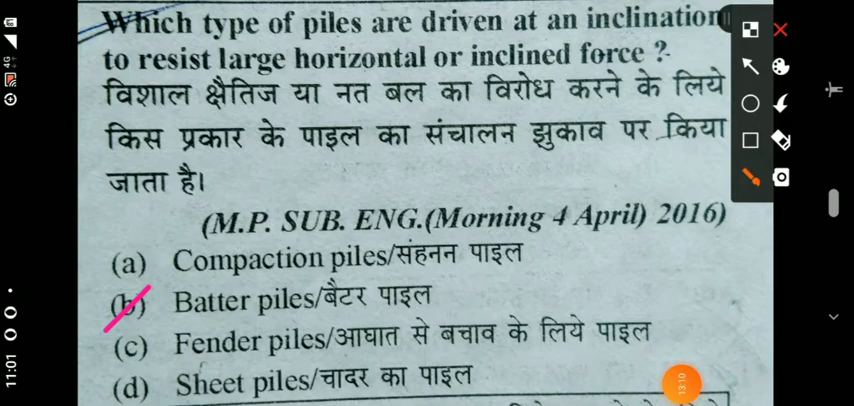 Which type of piles are driven at an inclination
to resist large horizontal or inclined force ?
विशाल क्षैतिज या नत बल का विरोध करने के लिये
किस प्रकार के पाइल का संचालन झुकाव पर किया
जाता है।
(M.P. SUB. ENG.(Morning 4 April) 2016)
(a) Compaction piles/संहनन पाइल
(b) Batter piles/बैटर पाइल
(c) Fender piles/आघात से बचाव के लिये पाइल
(d) Sheet piles/चादर का पाइल
13:10
4G
11:01